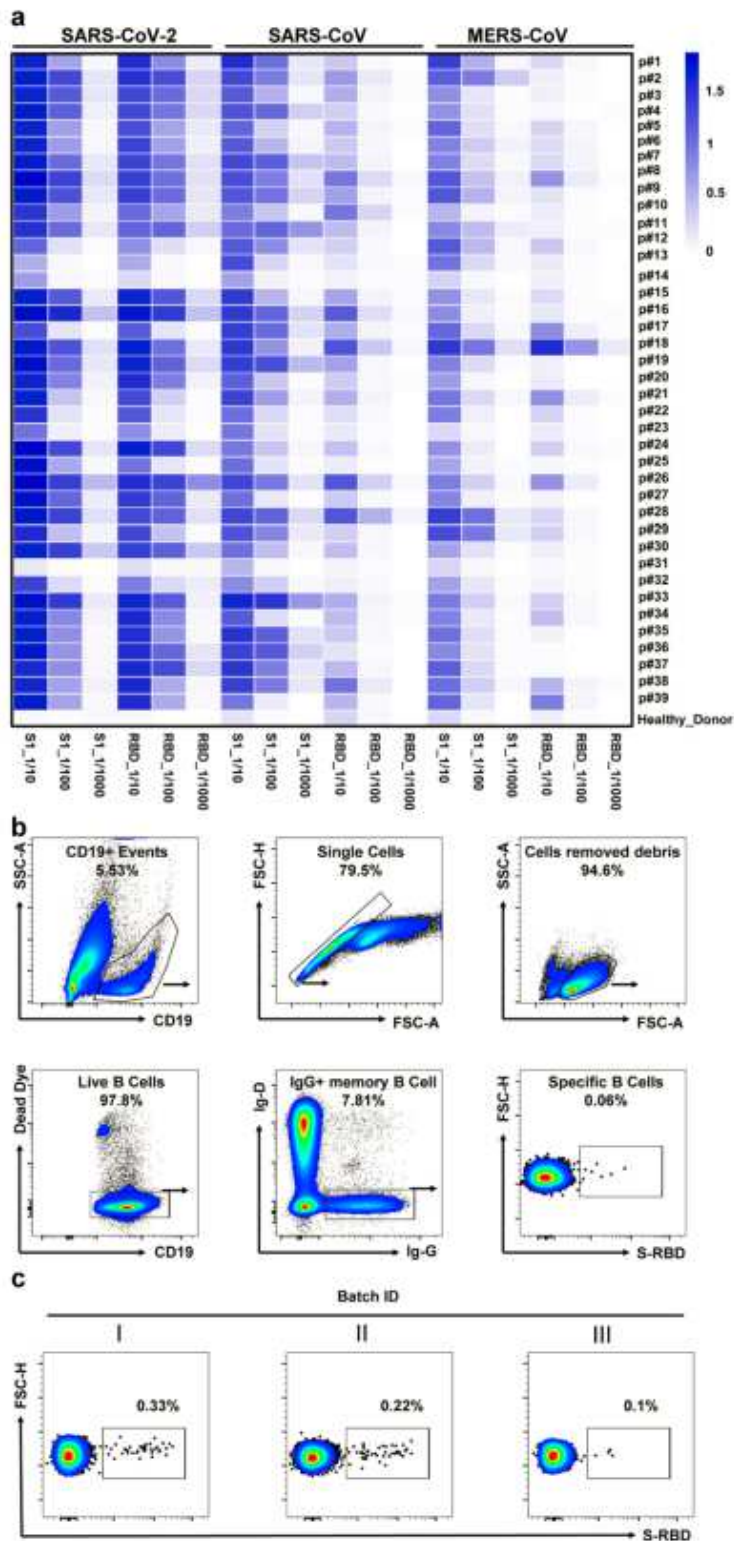 a
SARS-CoV-2 SARS-CoV MERS-CoV
p#1
p#2
p#3
p#4
p#5
p#6
p#7
p#8
p#9
p#10
p#11
p#12
p#13
p#14
p#15
p#16
p#17
p#18
p#19
p#20
p#21
p#22
p#23
p#24
p#25
p#26
p#27
p#28
p#29
p#30
p#31
p#32
p#33
p#34
p#35
p#36
p#37
p#38
p#39
Healthy_Donor
1.5
1
0.5
0
S1_1/10
S1_1/100
S1_1/1000
RBD_1/10
RBD_1/100
RBD_1/1000
S1_1/10
S1_1/100
S1_1/1000
RBD_1/10
RBD_1/100
RBD_1/1000
S1_1/10
S1_1/100
S1_1/1000
RBD_1/10
RBD_1/100
RBD_1/1000
b
SSC-A
CD19+ Events
5.53%
CD19
FSC-H
Single Cells
79.5%
FSC-A
SSC-A
Cells removed debris
94.6%
FSC-A
Dead Dye
Live B Cells
97.8%
CD19
Ig-D
IgG+ memory B Cell
7.81%
Ig-G
FSC-H
Specific B Cells
0.06%
S-RBD
c
Batch ID
I II III
FSC-H
0.33%
0.22%
0.1%
S-RBD